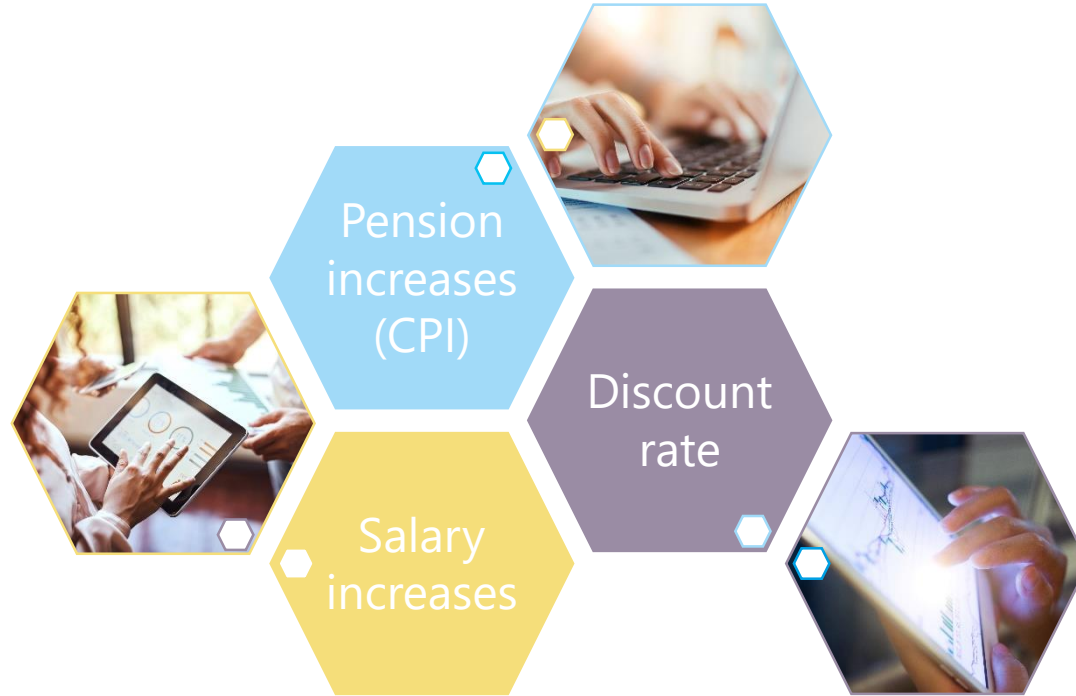 Pension
increases
(CPI)
Discount
rate
Salary
increases